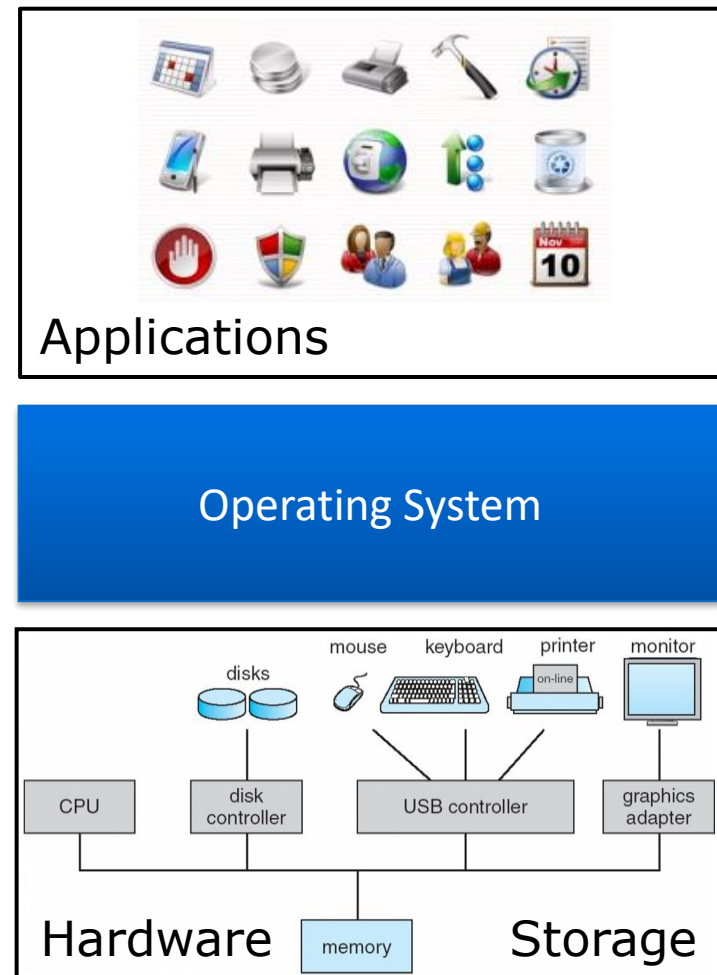 Nov
10
Applications
Operating System
mouse keyboard printer monitor
disks
on-line
CPU
disk
controller
USB controller
graphics
adapter
Hardware
memory
Storage